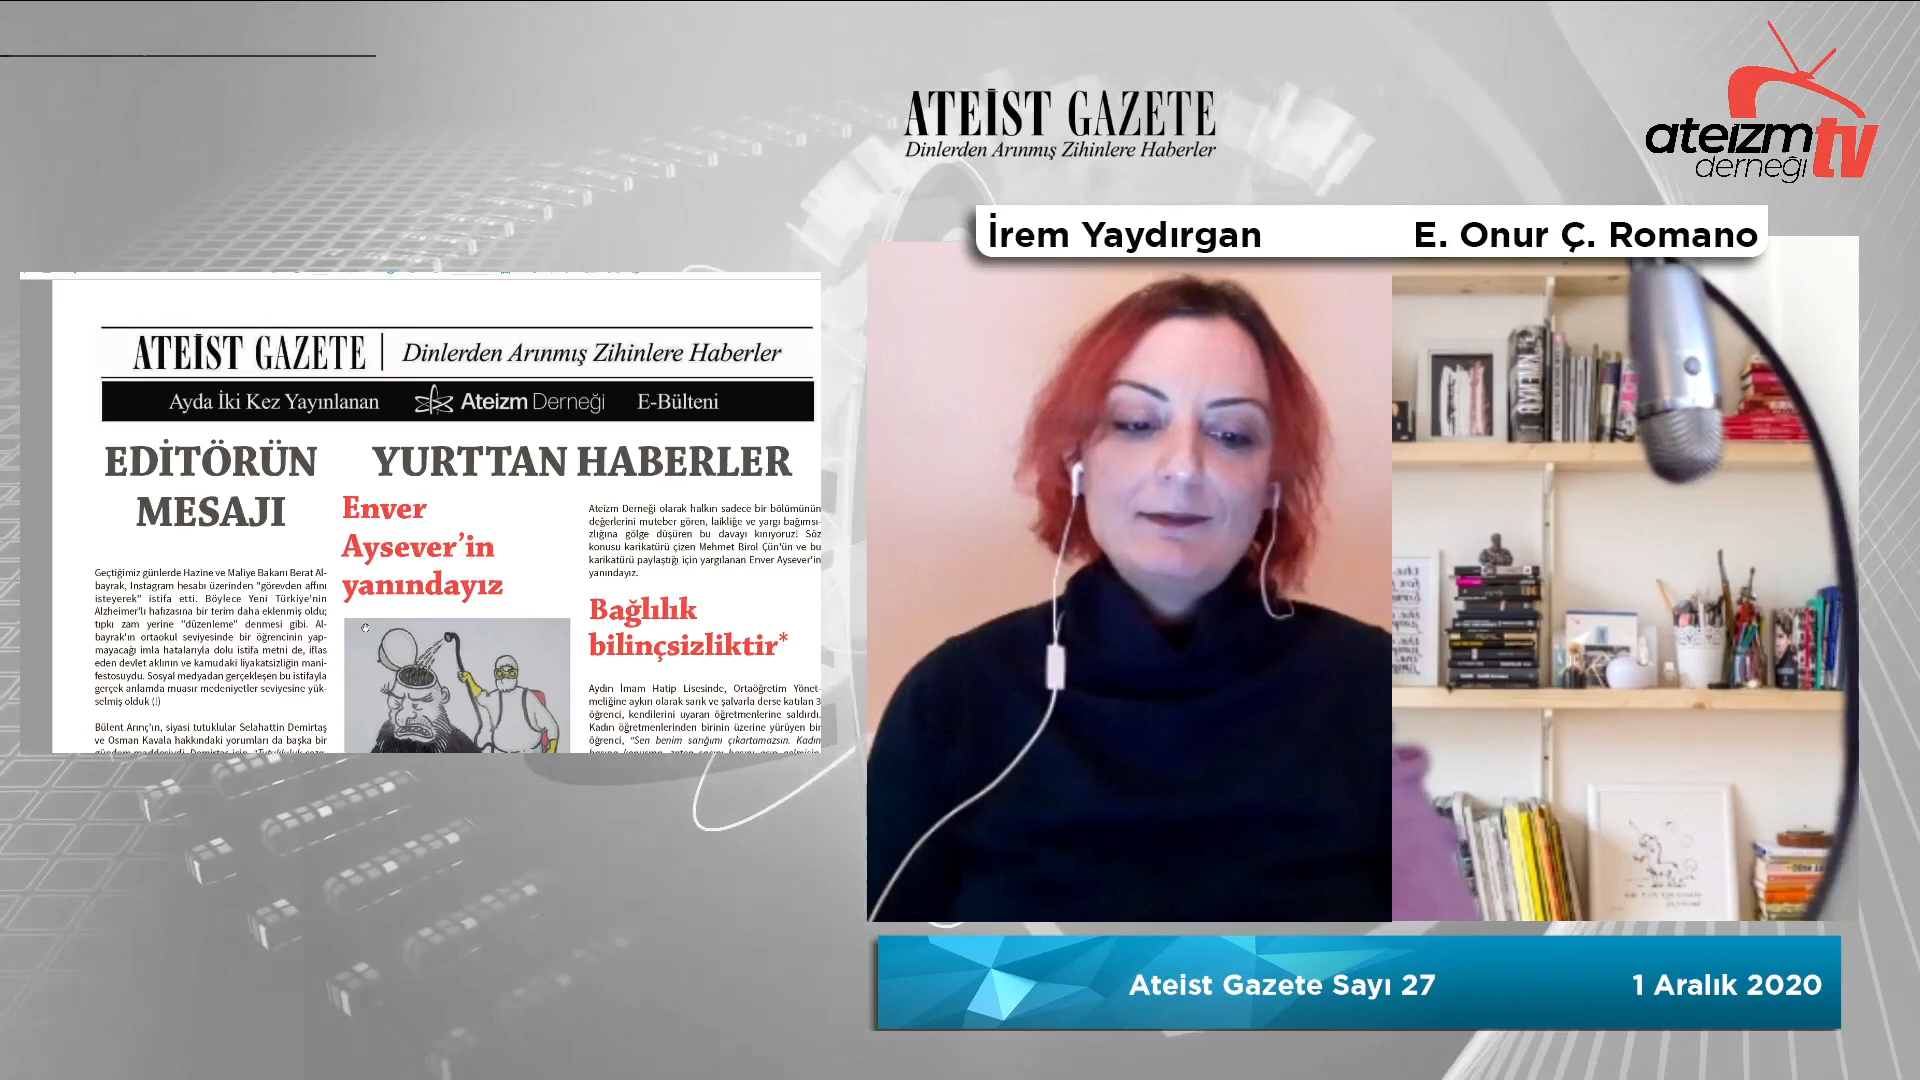 ATEİST GAZETE
Dinlerden Arınmış Zihinlere Haberler
ateizm tv
derneği
İrem Yaydırgan
E. Onur Ç. Romano
ATEİST GAZETE | Dinlerden Arınmış Zihinlere Haberler
Ayda İki Kez Yayınlanan Ateizm Derneği E-Bülteni
EDİTÖRÜN
MESAJI
Geçtiğimiz günlerde Hazine ve Maliye Bakanı Berat Al-
bayrak, Instagram hesabı üzerinden "görevden affını
isteyerek" istifa etti. Böylece Yeni Türkiye'nin
Alzheimer'lı hafızasına bir terim daha eklenmiş oldu;
tıpkı zam yerine "düzenleme" denmesi gibi. Al-
bayrak'ın ortaokul seviyesinde bir öğrencinin yap-
mayacağı imla hatalarıyla dolu istifa metni de, iflas
eden devlet aklının ve kamudaki liyakatsizliğin mani-
festosuydu. Sosyal medyadan gerçekleşen bu istifayla
gerçek anlamda muasır medeniyetler seviyesine yük-
selmiş olduk (!)
Bülent Arınç'ın, siyasi tutuklular Selahattin Demirtaş
ve Osman Kavala hakkındaki yorumları da başka bir
gündem maddesiydi. Demirtaş için,
YURTTAN HABERLER
Enver
Aysever'in
yanındayız
Ateizm Derneği olarak halkın sadece bir bölümünün
değerlerini muteber gören, laikliğe ve yargı bağımsı-
zlığına gölge düşüren bu davayı kınıyoruz! Söz
konusu karikatürü çizen Mehmet Birol Çün'ün ve bu
karikatürü paylaştığı için yargılanan Enver Aysever'in
yanındayız.
Bağlılık
bilinçsizliktir*
Aydın İmam Hatip Lisesinde, Ortaöğretim Yönet-
meliğine aykırı olarak sarık ve şalvarla derse katılan 3
öğrenci, kendilerini uyaran öğretmenlerine saldırdı.
Kadın öğretmenlerinden birinin üzerine yürüyen bir
öğrenci, "Sen benim sarığımı çıkartamazsın. Kadın
Ateist Gazete Sayı 27
1 Aralık 2020